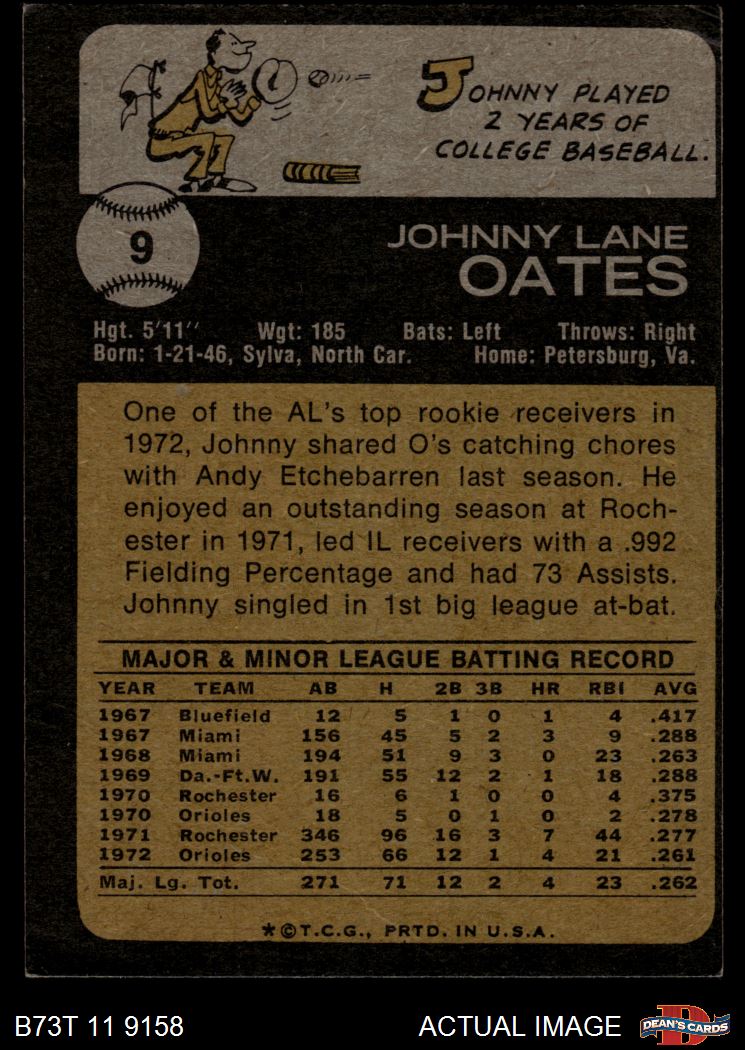 JOHNNY PLAYED
2 YEARS OF
COLLEGE BASEBALL.
9
JOHNNY LANE
OATES
Hgt. 5'11" Wgt: 185 Bats: Left Throws: Right
Born: 1-21-46, Sylva, North Car. Home: Petersburg, Va.
One of the AL's top rookie receivers in
1972, Johnny shared O's catching chores
with Andy Etchebarren last season. He
enjoyed an outstanding season at Roch-
ester in 1971, led IL receivers with a .992
Fielding Percentage and had 73 Assists.
Johnny singled in 1st big league at-bat.
MAJOR & MINOR LEAGUE BATTING RECORD
YEAR TEAM AB H 2B 3B HR RBI AVG
1967 Bluefield 12 5 1 0 1 4 .417
1967 Miami 156 45 5 2 3 9 .288
1968 Miami 194 51 9 3 0 23 .263
1969 Da.-Ft.W. 191 55 12 2 1 18 .288
1970 Rochester 16 6 1 0 0 4 .375
1970 Orioles 18 5 0 1 0 2 .278
1971 Rochester 346 96 16 3 7 44 .277
1972 Orioles 253 66 12 1 4 21 .261
Maj. Lg. Tot. 271 71 12 2 4 23 .262
*©T.C.G., PRTD. IN U.S.A.
B73T 11 9158 ACTUAL IMAGE
D
DEAN'S CARDS